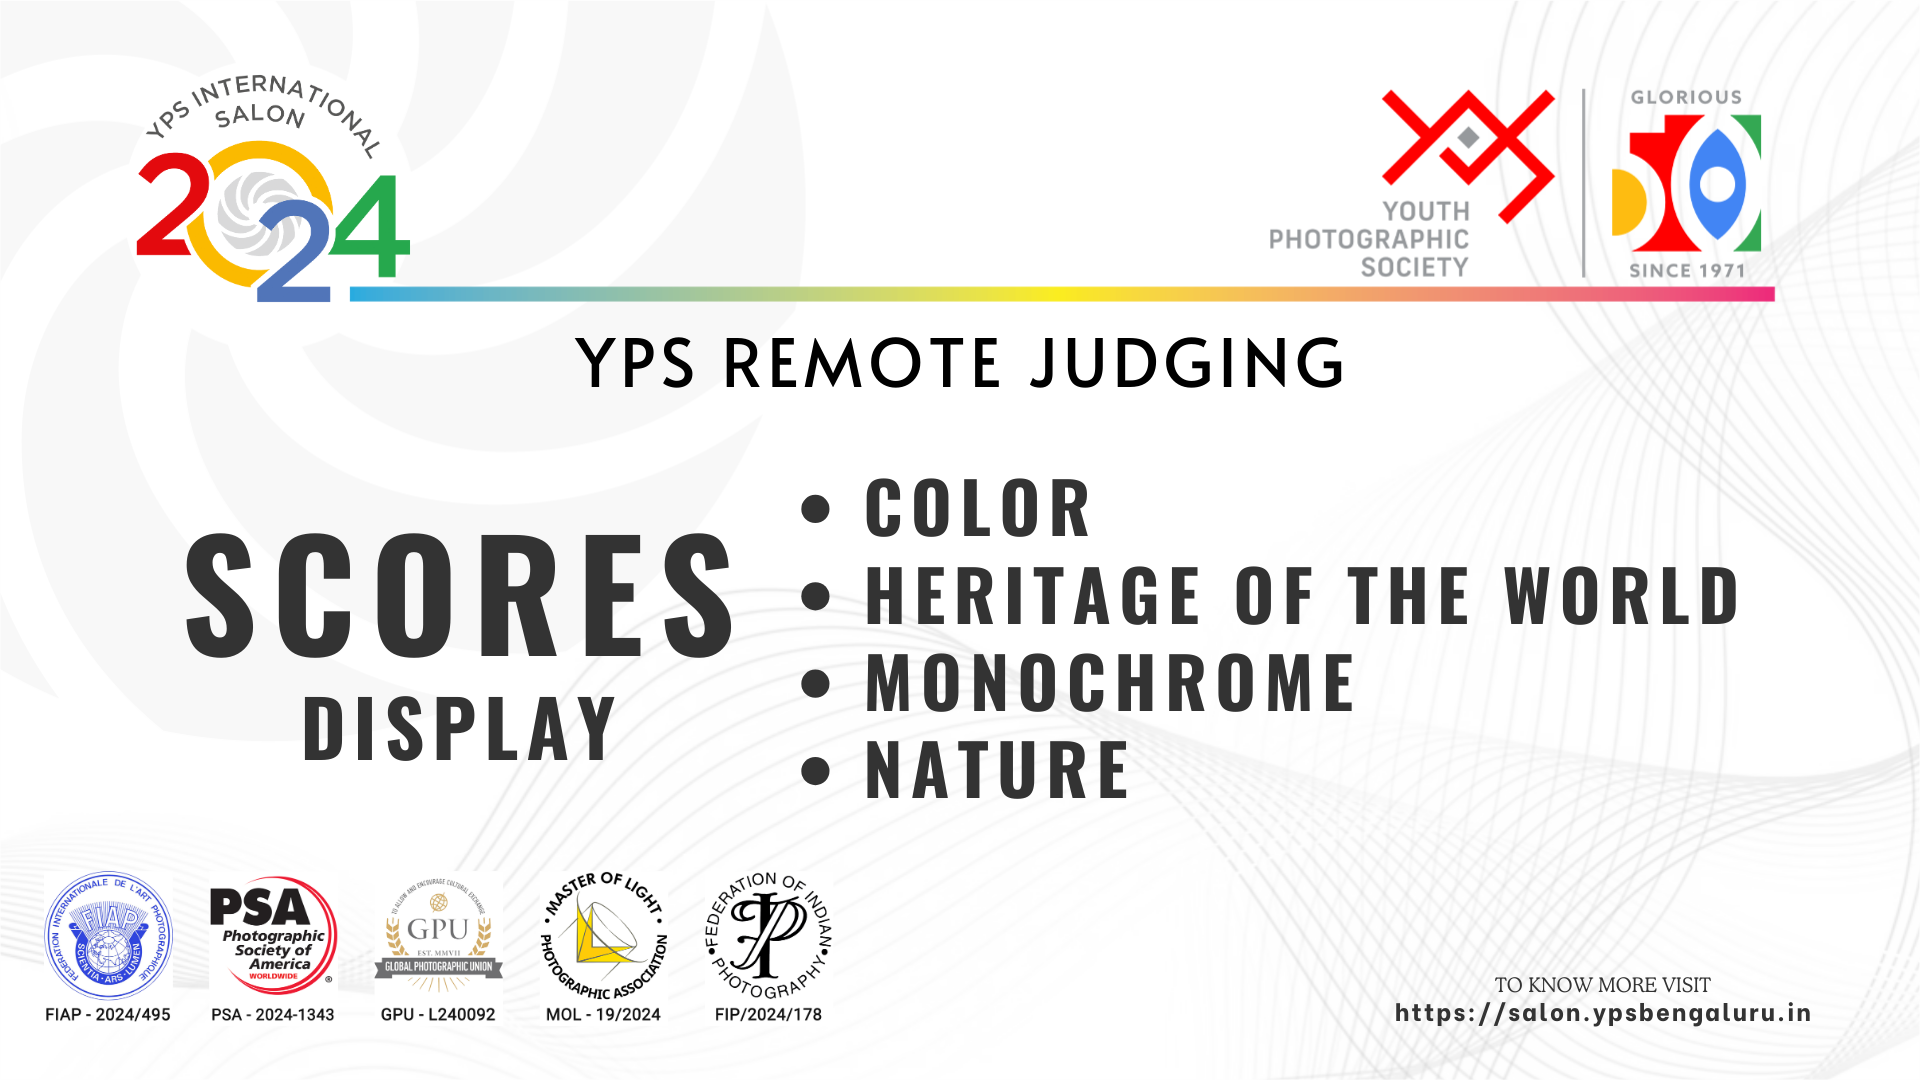 YPS INTERNATIONAL
SALON
2024
YOUTH
PHOTOGRAPHIC
SOCIETY
GLORIOUS
50
SINCE 1971
YPS REMOTE JUDGING
SCORES
DISPLAY
• COLOR
• HERITAGE OF THE WORLD
• MONOCHROME
• NATURE
FEDERATION INTERNATIONALE DE L'ART PHOTOGRAPHIQUE
FIAP
SCIENTIA · ARS · LUMEN
FIAP - 2024/495
PSA
Photographic
Society of
America
WORLDWIDE
®
PSA - 2024-1343
TO ALLOW AND ENCOURAGE CULTURAL EXCHANGE
GPU
EST. MMVII
GLOBAL PHOTOGRAPHIC UNION
GPU - L240092
• MASTER OF LIGHT •
PHOTOGRAPHIC ASSOCIATION
MOL - 19/2024
•FEDERATION OF INDIAN•
PHOTOGRAPHY
FIP/2024/178
TO KNOW MORE VISIT
https://salon.ypsbengaluru.in